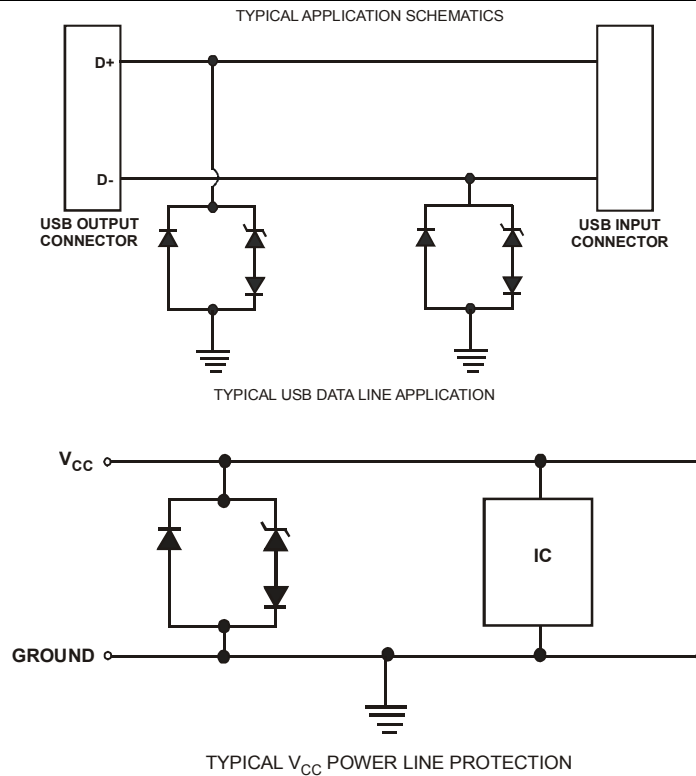 TYPICAL APPLICATION SCHEMATICS
D+
D-
USB OUTPUT
CONNECTOR
USB INPUT
CONNECTOR
TYPICAL USB DATA LINE APPLICATION
VCC
IC
GROUND
TYPICAL VCC POWER LINE PROTECTION